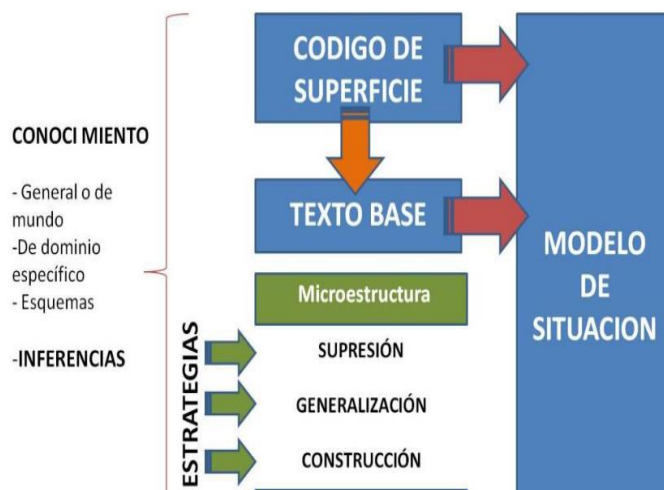 CONOCI MIENTO
- General o de
mundo
-De dominio
específico
- Esquemas
-INFERENCIAS
ESTRATEGIAS
CODIGO DE
SUPERFICIE
TEXTO BASE
Microestructura
SUPRESIÓN
GENERALIZACIÓN
CONSTRUCCIÓN
MODELO
DE
SITUACION